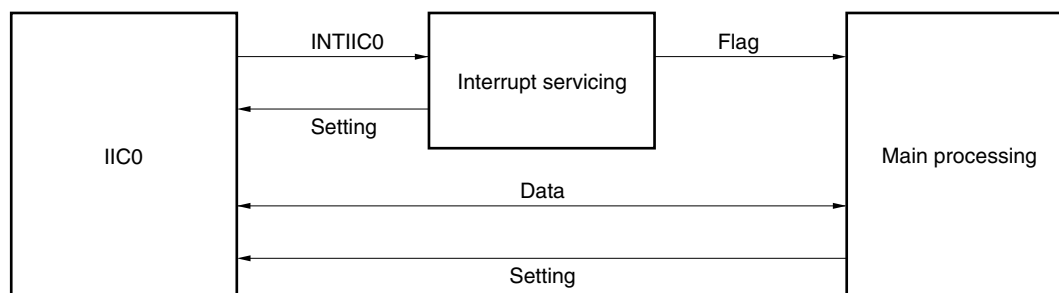 INTIIC0
Flag
Interrupt servicing
Setting
IIC0
Main processing
Data
Setting